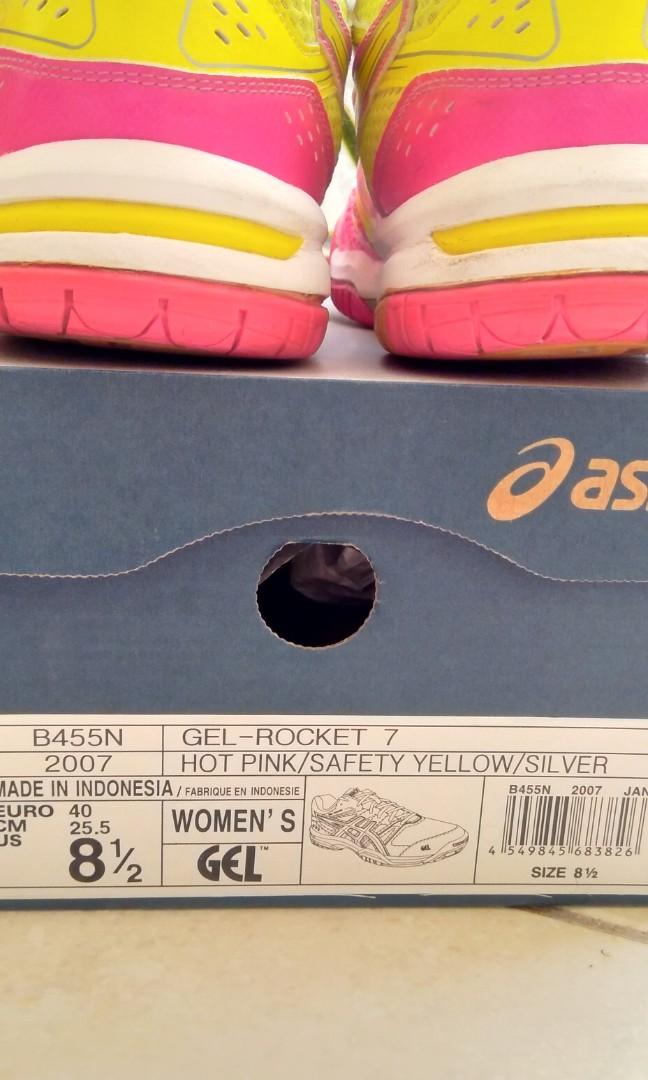 as
B455N GEL-ROCKET 7
2007 HOT PINK/SAFETY YELLOW/SILVER
MADE IN INDONESIA / FABRIQUE EN INDONESIE
EURO 40
CM 25.5
US 8½
WOMEN'S
GEL™
B455N 2007 JAN
4 549845 683826
SIZE 8½